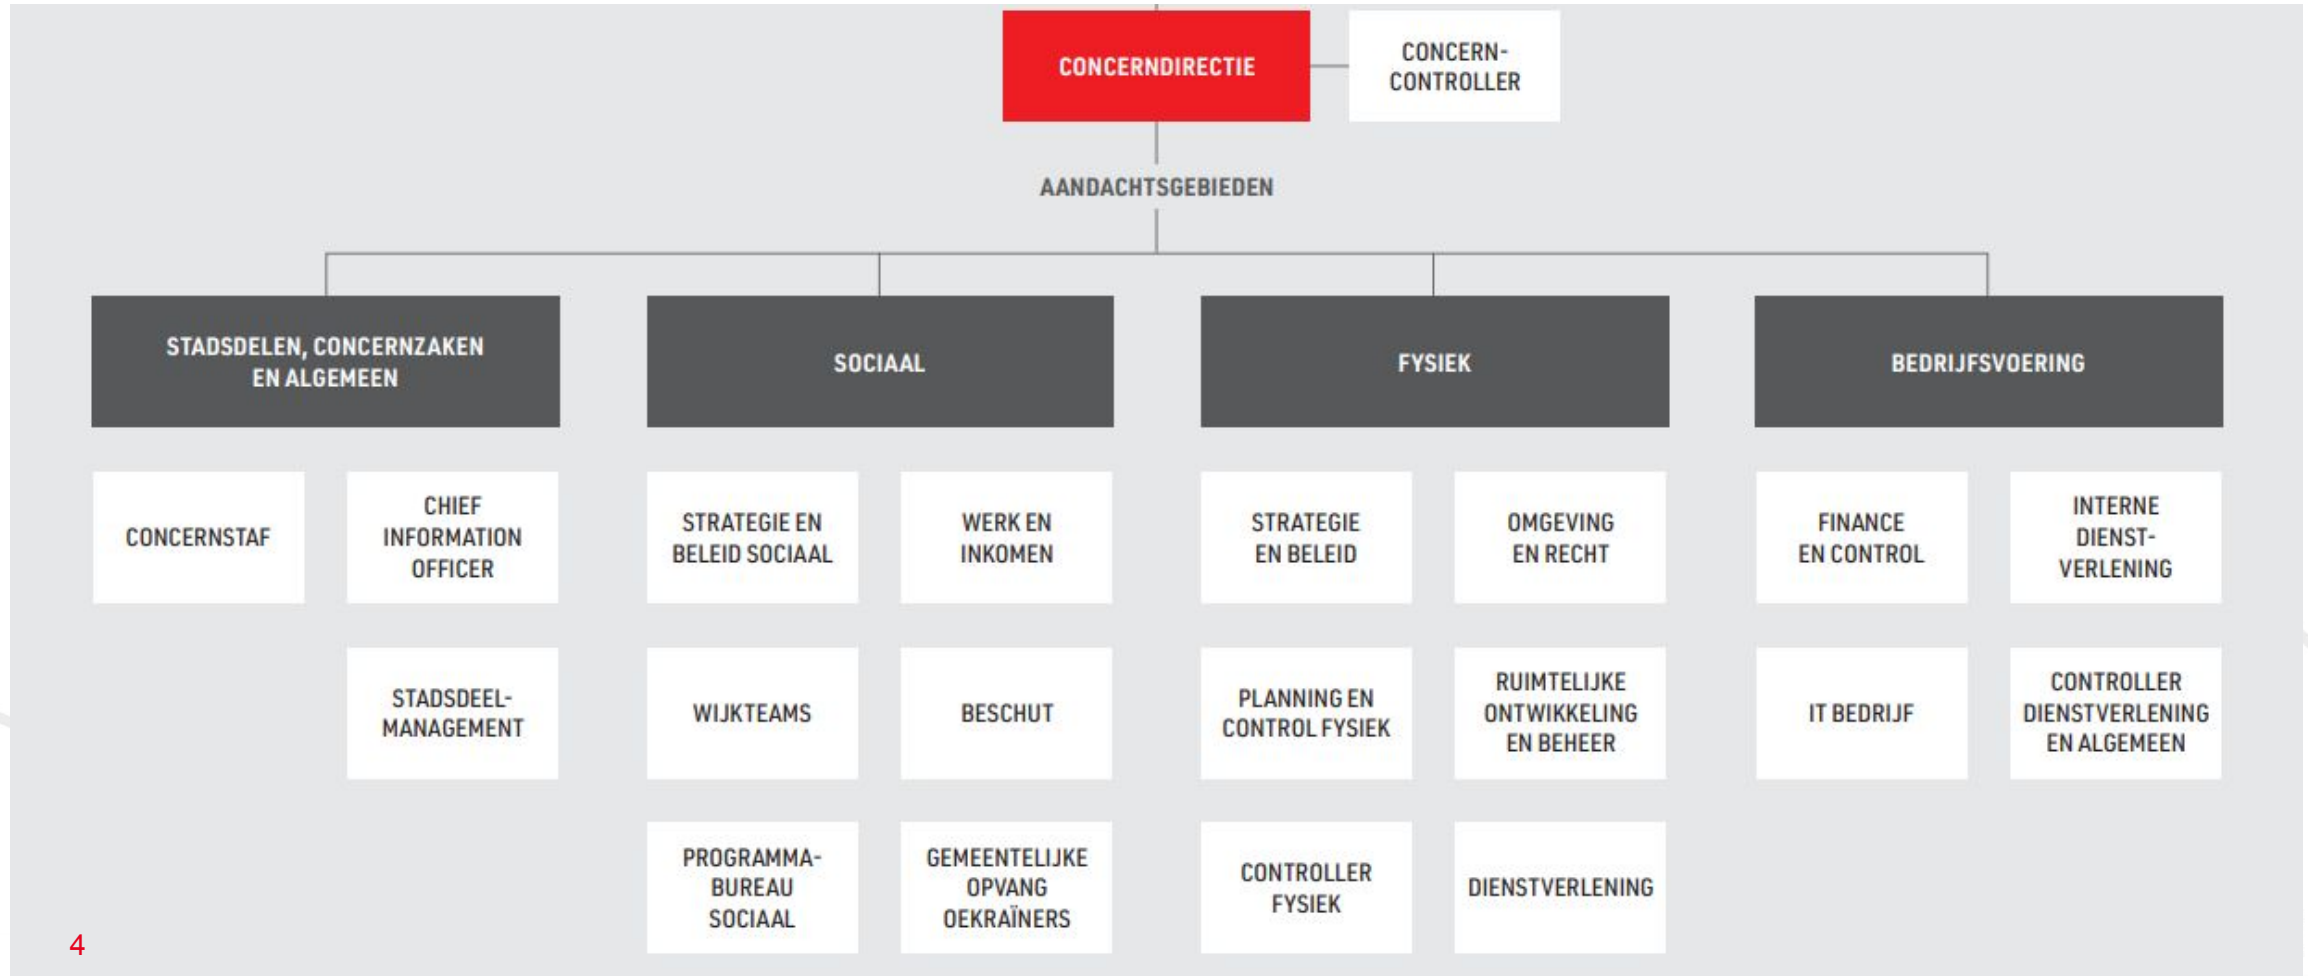 CONCERNDIRECTIE
CONCERN-
CONTROLLER
AANDACHTSGEBIEDEN
STADSDELEN, CONCERNZAKEN
EN ALGEMEEN
SOCIAAL
FYSIEK
BEDRIJFSVOERING
CONCERNSTAF
CHIEF
INFORMATION
OFFICER
STRATEGIE EN
BELEID SOCIAAL
WERK EN
INKOMEN
STRATEGIE
EN BELEID
OMGEVING
EN RECHT
FINANCE
EN CONTROL
INTERNE
DIENST-
VERLENING
STADSDEEL-
MANAGEMENT
WIJKTEAMS
BESCHUT
PLANNING EN
CONTROL FYSIEK
RUIMTELIJKE
ONTWIKKELING
EN BEHEER
IT BEDRIJF
CONTROLLER
DIENSTVERLENING
EN ALGEMEEN
PROGRAMMA-
BUREAU
SOCIAAL
GEMEENTELIJKE
OPVANG
OEKRAÏNERS
CONTROLLER
FYSIEK
DIENSTVERLENING
4